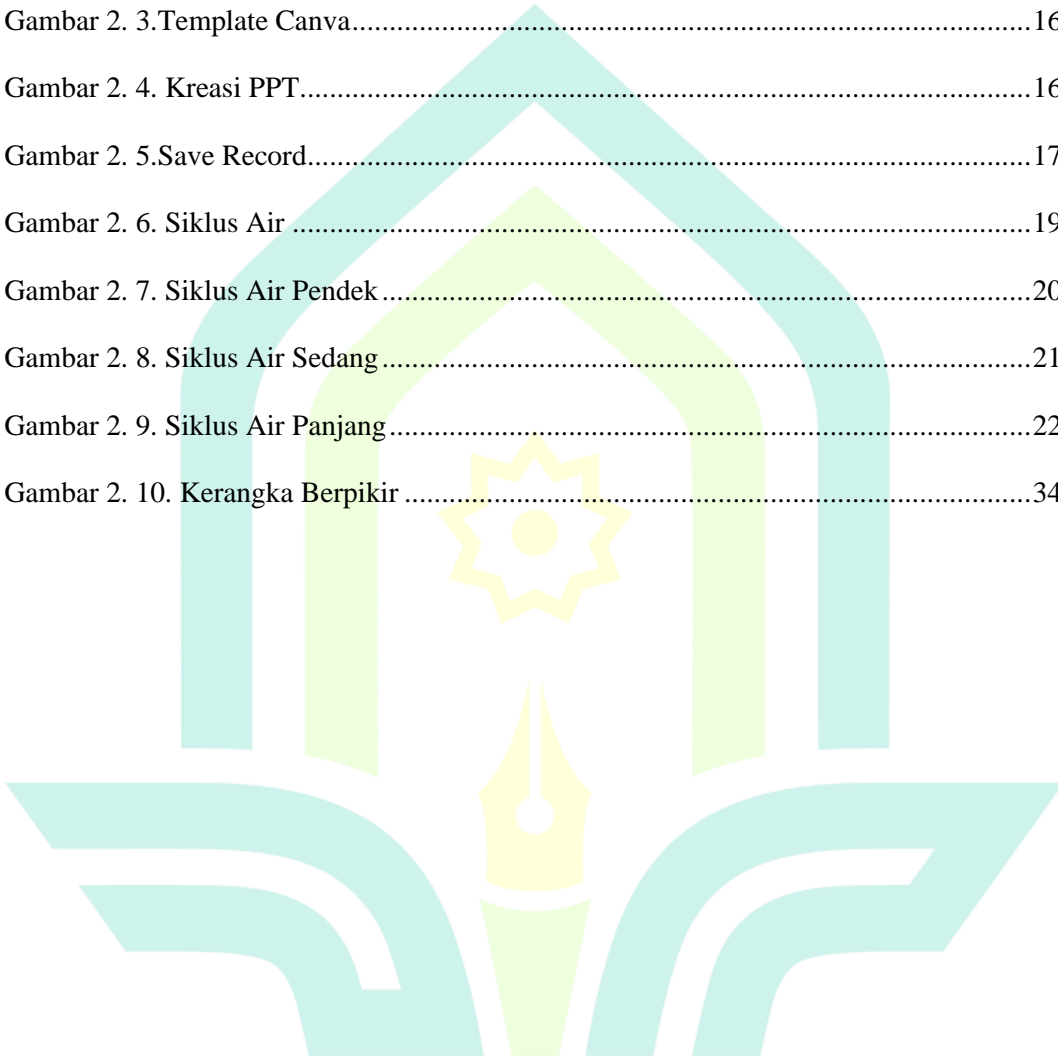 Gambar 2. 3.Template Canva..........................................................................................................16
Gambar 2. 4. Kreasi PPT..................................................................................................................16
Gambar 2. 5.Save Record.................................................................................................................17
Gambar 2. 6. Siklus Air ...................................................................................................................19
Gambar 2. 7. Siklus Air Pendek.....................................................................................................20
Gambar 2. 8. Siklus Air Sedang.....................................................................................................21
Gambar 2. 9. Siklus Air Panjang....................................................................................................22
Gambar 2. 10. Kerangka Berpikir .................................................................................................34